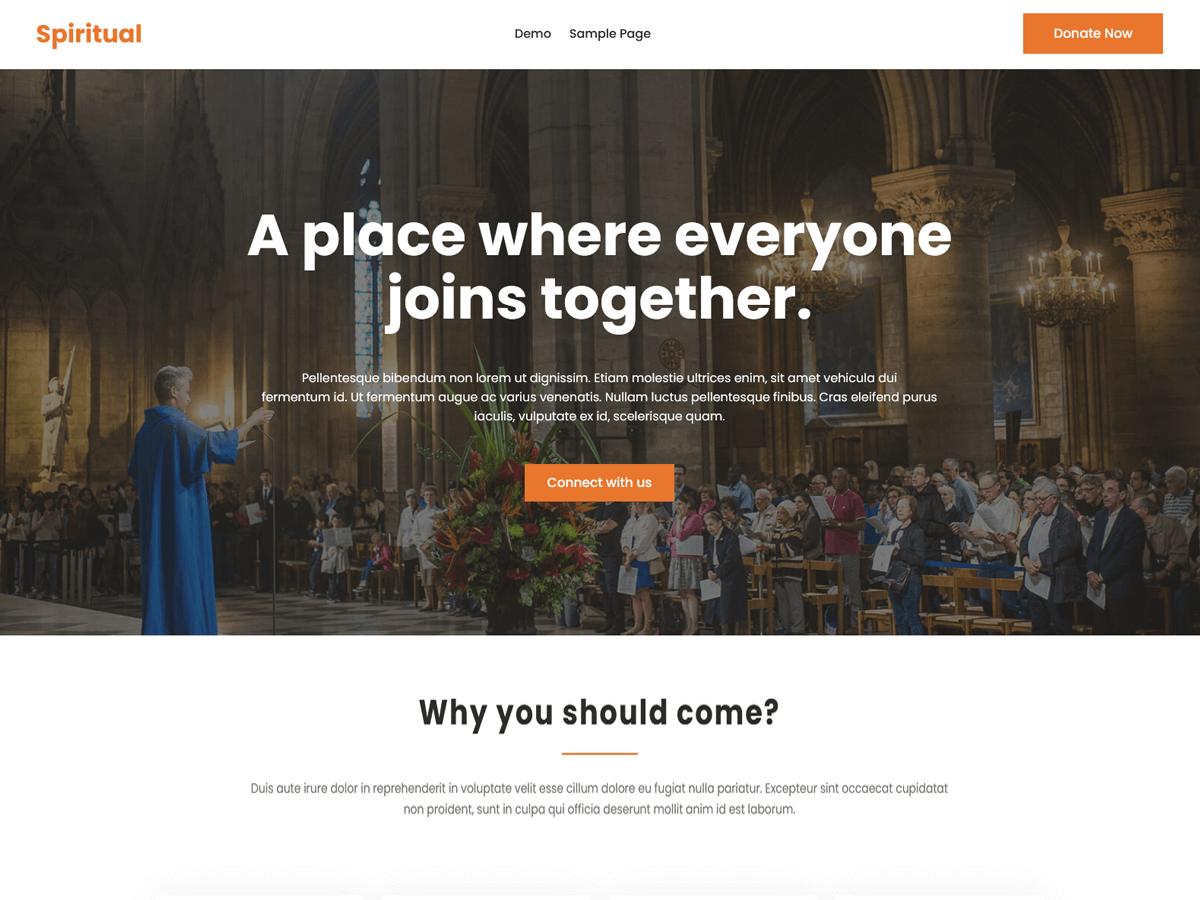 Spiritual
Demo
Sample Page
Donate Now
A place where everyone
joins together.
Pellentesque bibendum non lorem ut dignissim. Etiam molestie ultrices enim, sit amet vehicula dui
fermentum id. Ut fermentum augue ac varius venenatis. Nullam luctus pellentesque finibus. Cras eleifend purus
iaculis, vulputate ex id, scelerisque quam.
Connect with us
Why you should come?
Duis aute irure dolor in reprehenderit in voluptate velit esse cillum dolore eu fugiat nulla pariatur. Excepteur sint occaecat cupidatat
non proident, sunt in culpa qui officia deserunt mollit anim id est laborum.